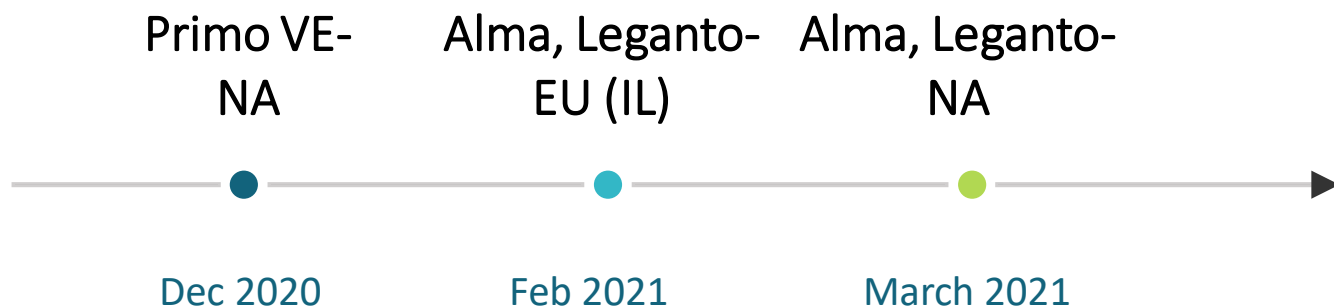 Primo VE-
NA
Alma, Leganto-
EU (IL)
Alma, Leganto-
NA
Dec 2020
Feb 2021
March 2021